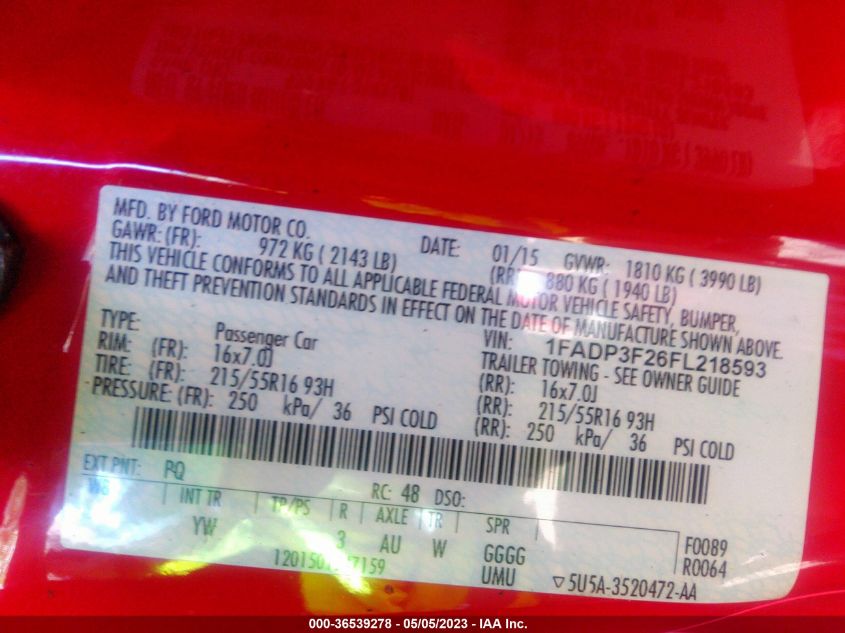 MFD. BY FORD MOTOR CO. DATE: 01/15 GVWR: 1810 KG ( 3990 LB)
GAWR: (FR): 972 KG ( 2143 LB) 880 KG ( 1940 LB)
THIS VEHICLE CONFORMS TO ALL APPLICABLE FEDERAL MOTOR VEHICLE SAFETY, BUMPER,
AND THEFT PREVENTION STANDARDS IN EFFECT ON THE DATE OF MANUFACTURE SHOWN ABOVE.
TYPE: Passenger Car VIN: 1FADP3F26FL218593
RIM: (FR): 16x7.0J TRAILER TOWING - SEE OWNER GUIDE
(RR): 16x7.0J
TIRE: (FR): 215/55R16 93H (RR): 215/55R16 93H
PRESSURE: (FR): 250 kPa/ 36 PSI COLD (RR): 250 kPa/ 36 PSI COLD
EXT PNT: RQ RC: 48 DSO:
INT TR TP/PS R AXLE TR SPR
YW 3 AU W GGGG F0089
UMU R0064
▽5U5A-3520472-AA
000-36539278 - 05/05/2023 - IAA Inc.